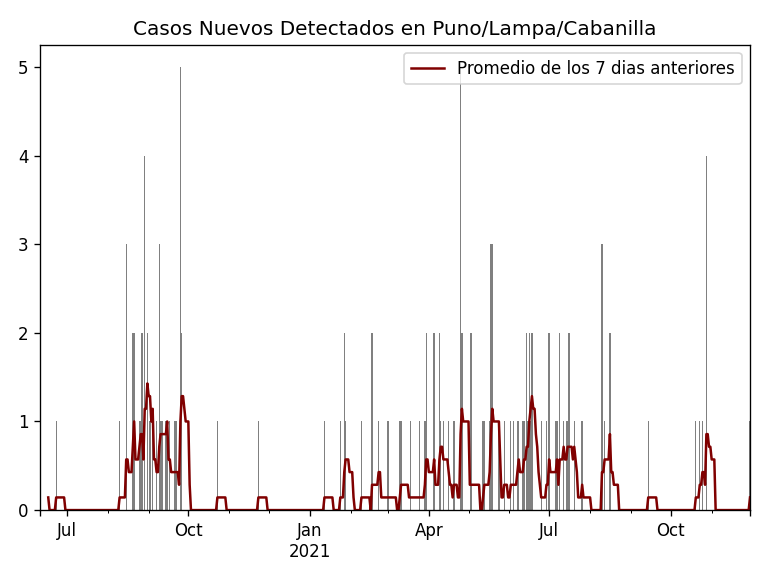 Casos Nuevos Detectados en Puno/Lampa/Cabanilla
Promedio de los 7 dias anteriores
5
4
3
2
1
0
Jul
Oct
Jan
2021
Apr
Jul
Oct